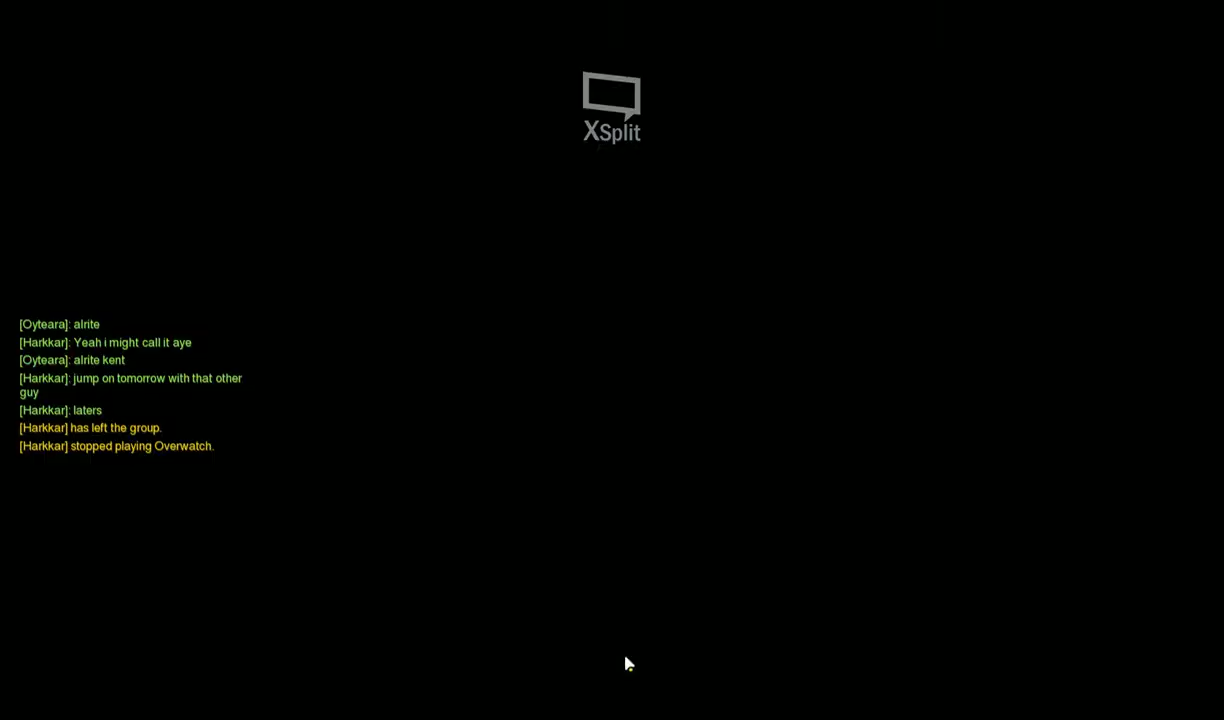 XSplit
[Oyteara]: alrite
[Harkkar]: Yeah i might call it aye
[Oyteara]: alrite kent
[Harkkar]: jump on tomorrow with that other
guy
[Harkkar]: laters
[Harkkar] has left the group.
[Harkkar] stopped playing Overwatch.